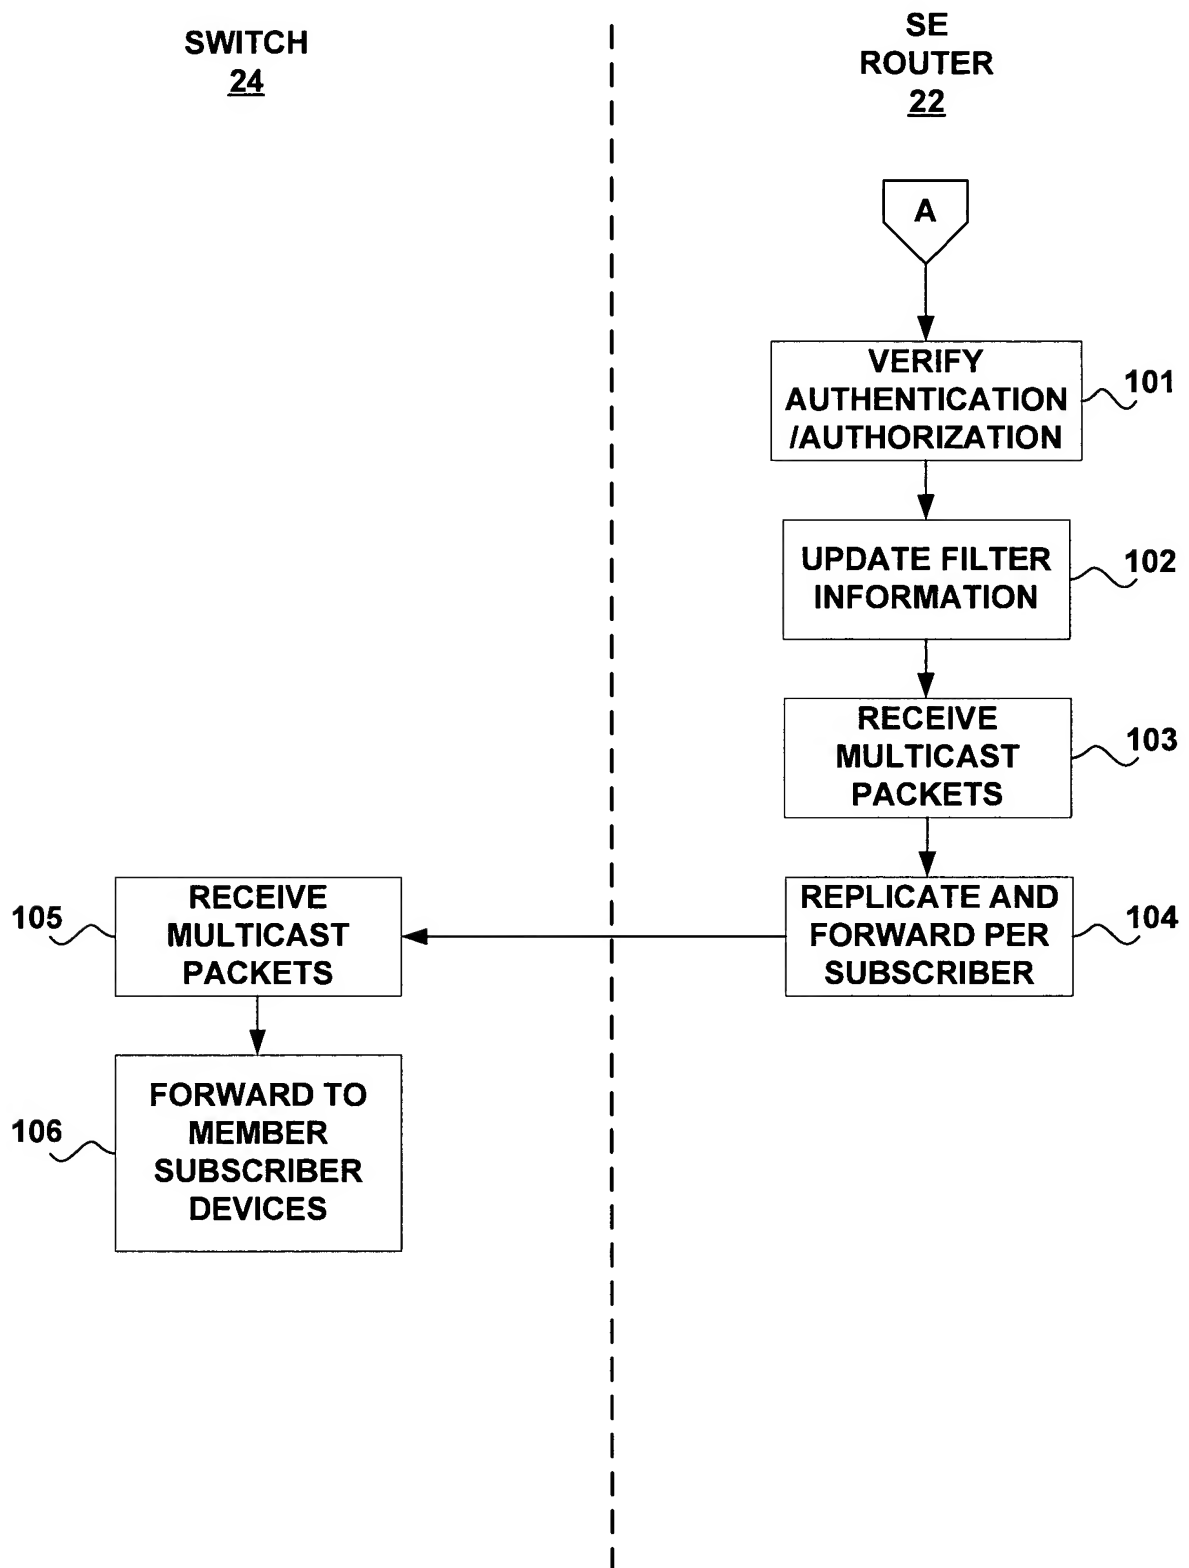 SWITCH
24
SE
ROUTER
22
A
VERIFY
AUTHENTICATION
/AUTHORIZATION
101
UPDATE FILTER
INFORMATION
102
RECEIVE
MULTICAST
PACKETS
103
REPLICATE AND
FORWARD PER
SUBSCRIBER
104
105
RECEIVE
MULTICAST
PACKETS
106
FORWARD TO
MEMBER
SUBSCRIBER
DEVICES